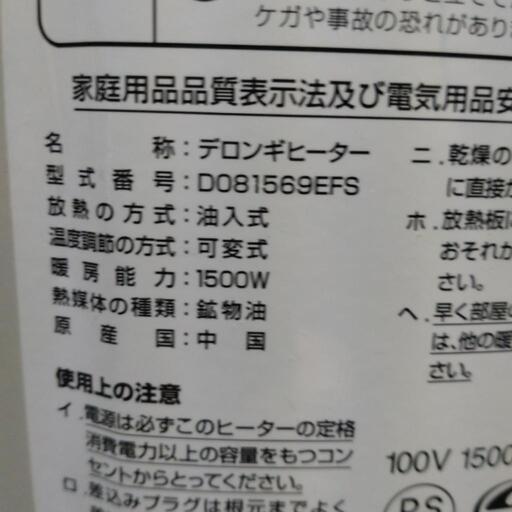 ケガや事故の恐れがあり
家庭用品品質表示法及び電気用品安
名称：デロンギヒーター
型式番号：D081569EFS
放熱の方式：油入式
温度調節の方式：可変式
暖房能力：1500W
熱媒体の種類：鉱物油
原産国：中国
使用上の注意
イ．電源は必ずこのヒーターの定格
消費電力以上の容量をもつコン
セントからとってください。
ロ．差込みプラグは根元までよく
ニ．乾燥の
に直接か
ホ．放熱板に
おそれか
さい。
ヘ．早く部屋の
は、他の暖
さい。
100V 1500
PS